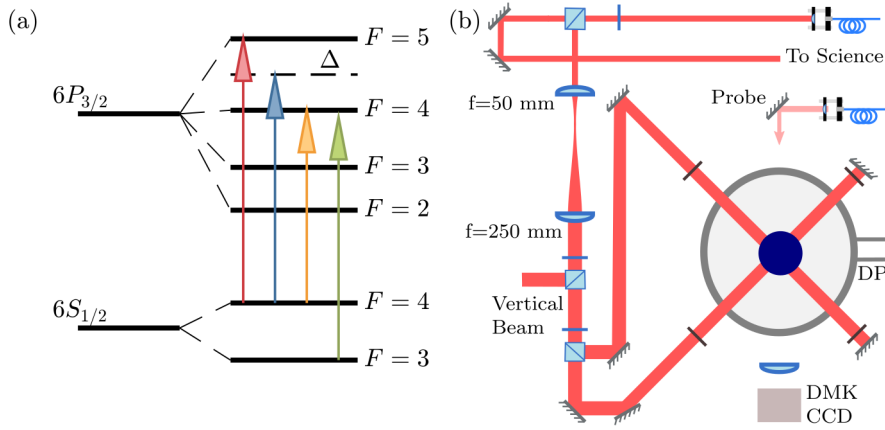 (a)
F = 5
Δ
6P3/2
F = 4
F = 3
F = 2
6S1/2
F = 4
F = 3
(b)
To Science
f=50 mm
Probe
f=250 mm
DP
Vertical
Beam
DMK
CCD